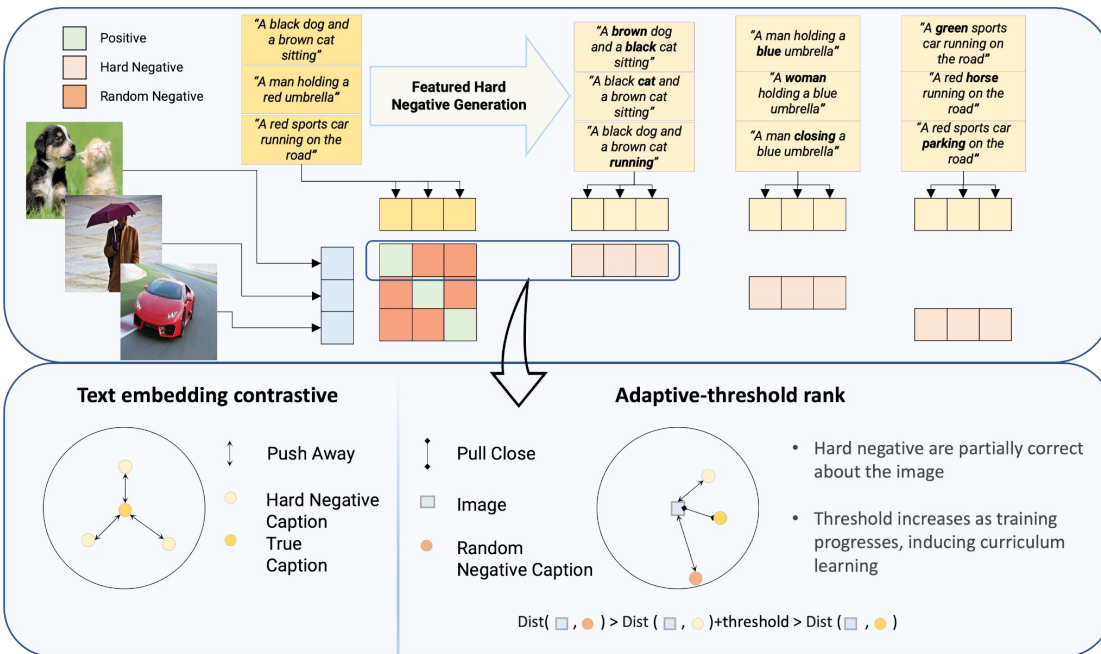 Positive
Hard Negative
Random Negative
“A black dog and
a brown cat
sitting”
“A man holding a
red umbrella”
“A red sports car
running on the
road”
Featured Hard
Negative Generation
“A brown dog
and a black cat
sitting”
“A black cat and
a brown cat
sitting”
“A black dog and
a brown cat
running”
“A man holding a
blue umbrella”
“A woman
holding a blue
umbrella”
“A man closing a
blue umbrella”
“A green sports
car running on
the road”
“A red horse
running on the
road”
“A red sports car
parking on the
road”
Text embedding contrastive
Push Away
Hard Negative
Caption
True
Caption
Adaptive-threshold rank
Pull Close
Image
Random
Negative Caption
• Hard negative are partially correct
about the image
• Threshold increases as training
progresses, inducing curriculum
learning
Dist( , ) > Dist ( , )+threshold > Dist ( , )